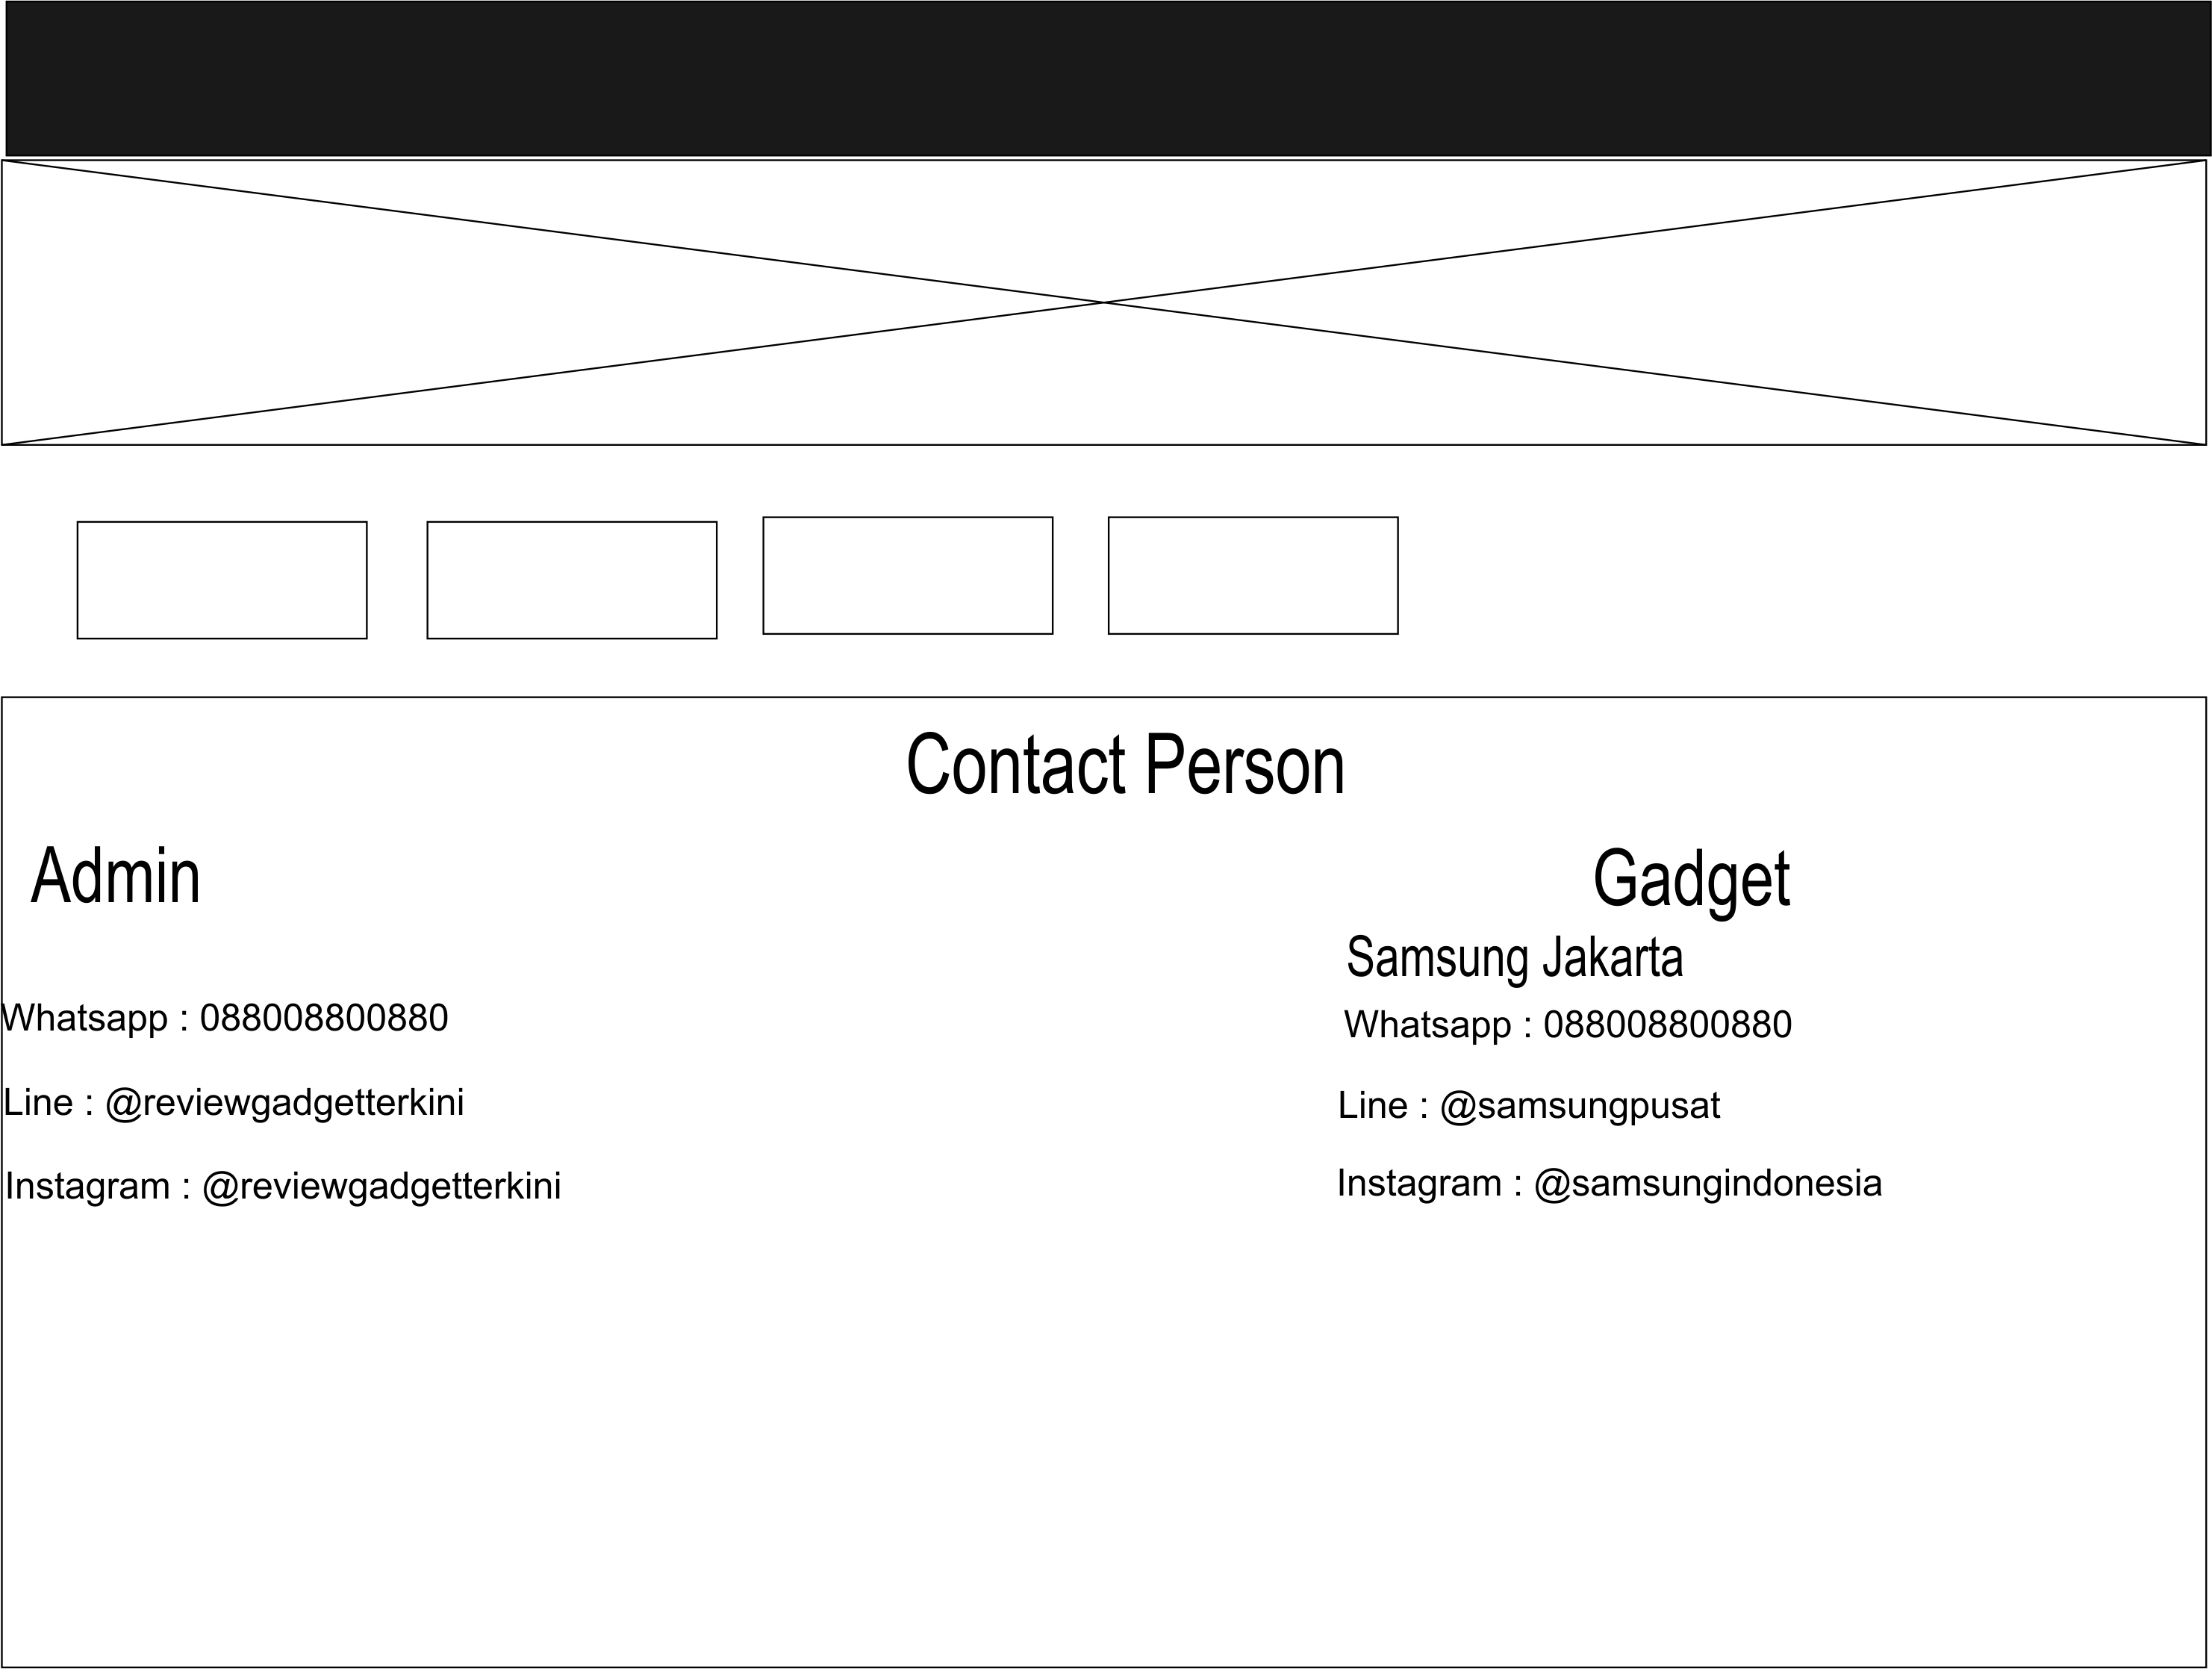 Contact Person
Admin
Whatsapp : 088008800880
Line : @reviewgadgetterkini
Instagram : @reviewgadgetterkini
Gadget
Samsung Jakarta
Whatsapp : 088008800880
Line : @samsungpusat
Instagram : @samsungindonesia